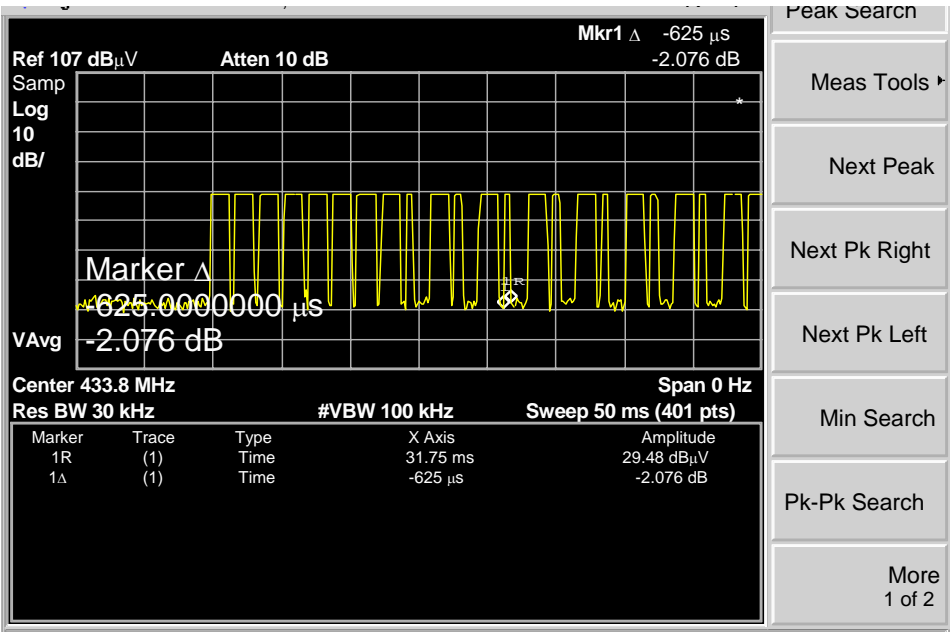 Peak Search
Mkr1 Δ -625 μs
Ref 107 dBμV Atten 10 dB -2.076 dB
Samp
Log
10
dB/
*
Meas Tools
Next Peak
Next Pk Right
1 R
Marker Δ
-625.0000000 μs
-2.076 dB
VAvg
Next Pk Left
Center 433.8 MHz Span 0 Hz
Res BW 30 kHz #VBW 100 kHz Sweep 50 ms (401 pts)
Min Search
Marker Trace Type X Axis Amplitude
1R (1) Time 31.75 ms 29.48 dBμV
1Δ (1) Time -625 μs -2.076 dB
Pk-Pk Search
More
1 of 2